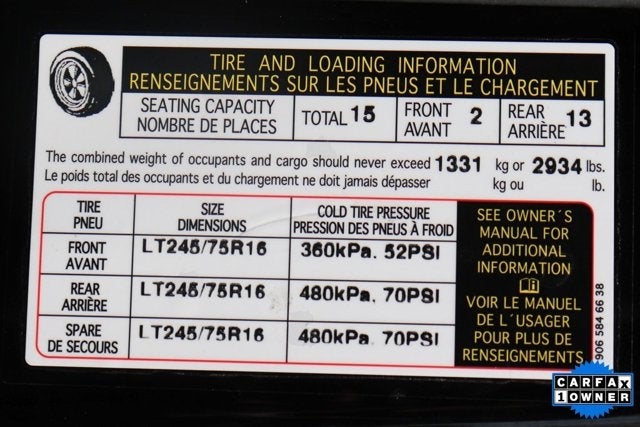 TIRE AND LOADING INFORMATION
RENSEIGNEMENTS SUR LES PNEUS ET LE CHARGEMENT
SEATING CAPACITY
NOMBRE DE PLACES
TOTAL 15
FRONT
AVANT 2
REAR
ARRIÈRE 13
The combined weight of occupants and cargo should never exceed 1331 kg or 2934 lbs.
Le poids total des occupants et du chargement ne doit jamais dépasser kg ou lb.
TIRE
PNEU
SIZE
DIMENSIONS
COLD TIRE PRESSURE
PRESSION DES PNEUS À FROID
FRONT
AVANT
LT245/75R16
360kPa. 52PSI
REAR
ARRIÈRE
LT245/75R16
480kPa. 70PSI
SPARE
DE SECOURS
LT245/75R16
480kPa. 70PSI
SEE OWNER´S
MANUAL FOR
ADDITIONAL
INFORMATION
VOIR LE MANUEL
DE L´USAGER
POUR PLUS DE
RENSEIGNEMENTS
906 584 66 38
CARFAX
1 OWNER